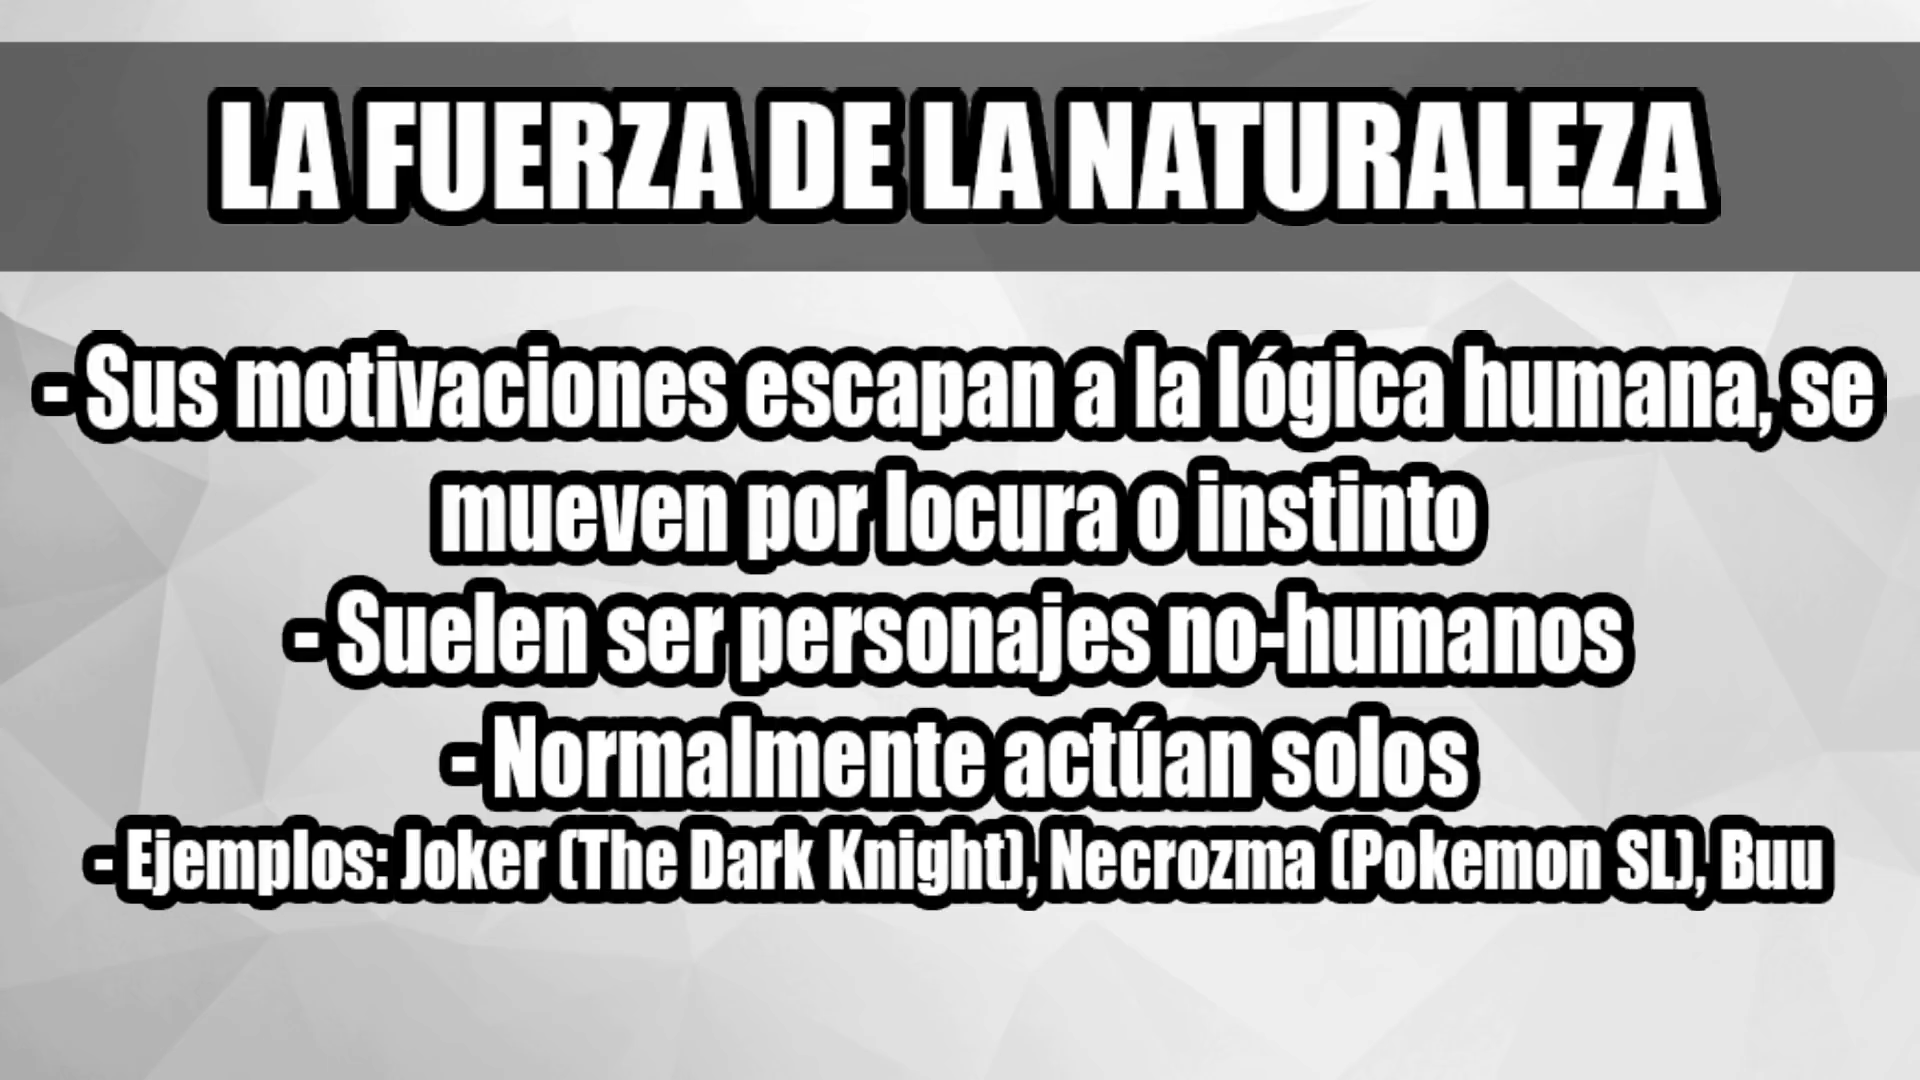 LA FUERZA DE LA NATURALEZA
- Sus motivaciones escapan a la lógica humana, se
mueven por locura o instinto
- Suelen ser personajes no-humanos
- Normalmente actúan solos
- Ejemplos: Joker (The Dark Knight), Necrozma (Pokemon SL), Buu